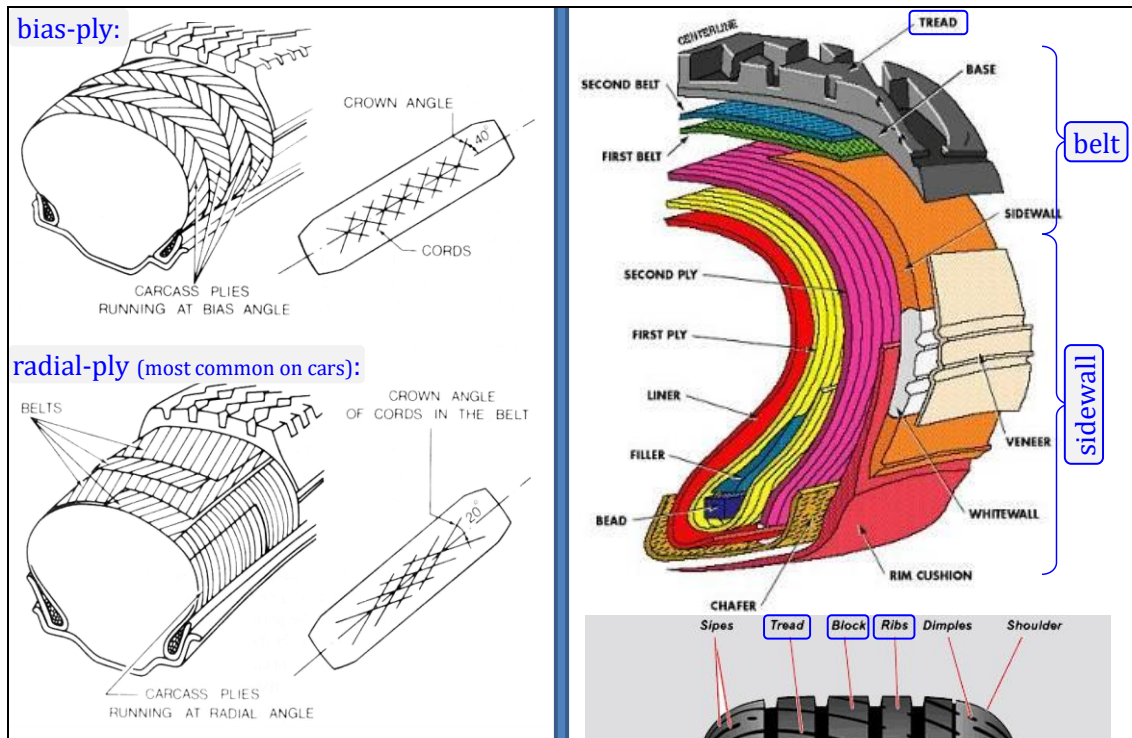 bias-ply:
CROWN ANGLE
40°
CORDS
CARCASS PLIES
RUNNING AT BIAS ANGLE
radial-ply (most common on cars):
BELTS
CROWN ANGLE
OF CORDS IN THE BELT
20°
CARCASS PLIES
RUNNING AT RADIAL ANGLE
CENTERLINE
TREAD
BASE
SECOND BELT
FIRST BELT
belt
SIDEWALL
SECOND PLY
FIRST PLY
LINER
sidewall
VENEER
FILLER
BEAD
WHITEWALL
RIM CUSHION
CHAFER
Sipes Tread Block Ribs Dimples Shoulder